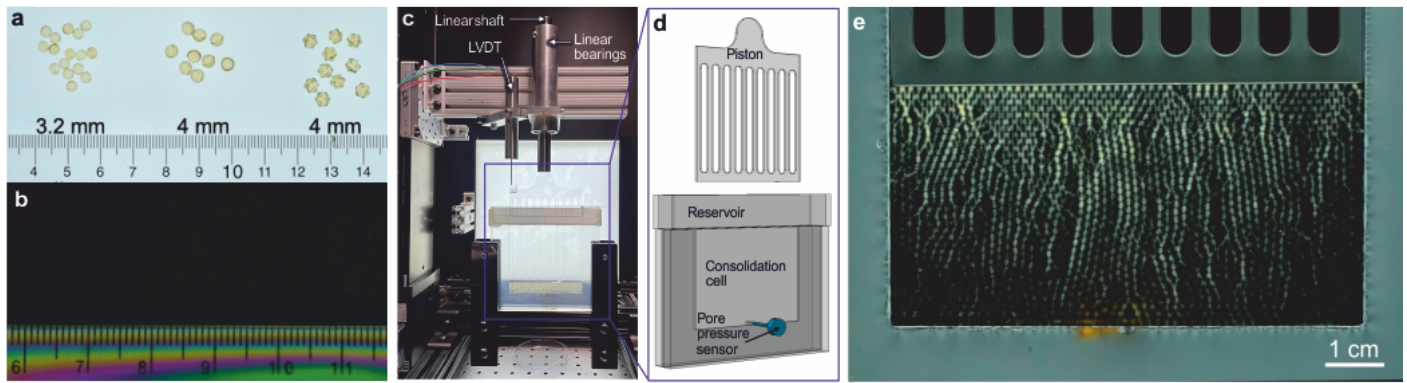 a
3.2 mm
4 mm
4 mm
4 5 6 7 8 9 10 11 12 13 14
b
6 7 8 9 10 11
c
Linearshaft
LVDT
Linear
bearings
d
Piston
Reservoir
Consolidation
cell
Pore
pressure
sensor
e
1 cm